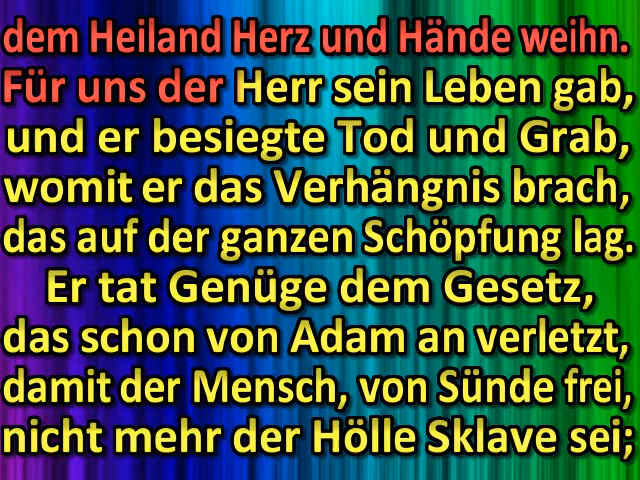 dem Heiland Herz und Hände weihn.
Für uns der Herr sein Leben gab,
und er besiegte Tod und Grab,
womit er das Verhängnis brach,
das auf der ganzen Schöpfung lag.
Er tat Genüge dem Gesetz,
das schon von Adam an verletzt,
damit der Mensch, von Sünde frei,
nicht mehr der Hölle Sklave sei;